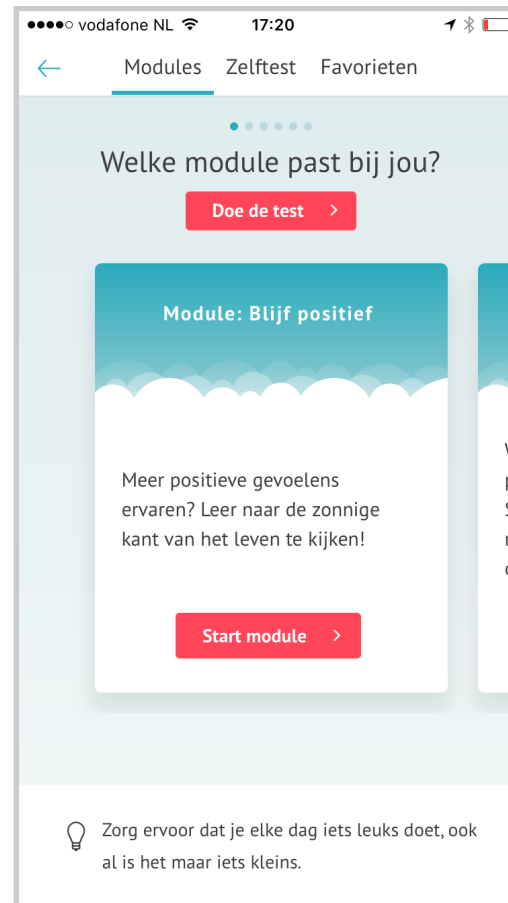 vodafone NL 17:20
Modules Zelftest Favorieten
Welke module past bij jou?
Doe de test
Module: Blijf positief
Meer positieve gevoelens
ervaren? Leer naar de zonnige
kant van het leven te kijken!
Start module
Zorg ervoor dat je elke dag iets leuks doet, ook
al is het maar iets kleins.